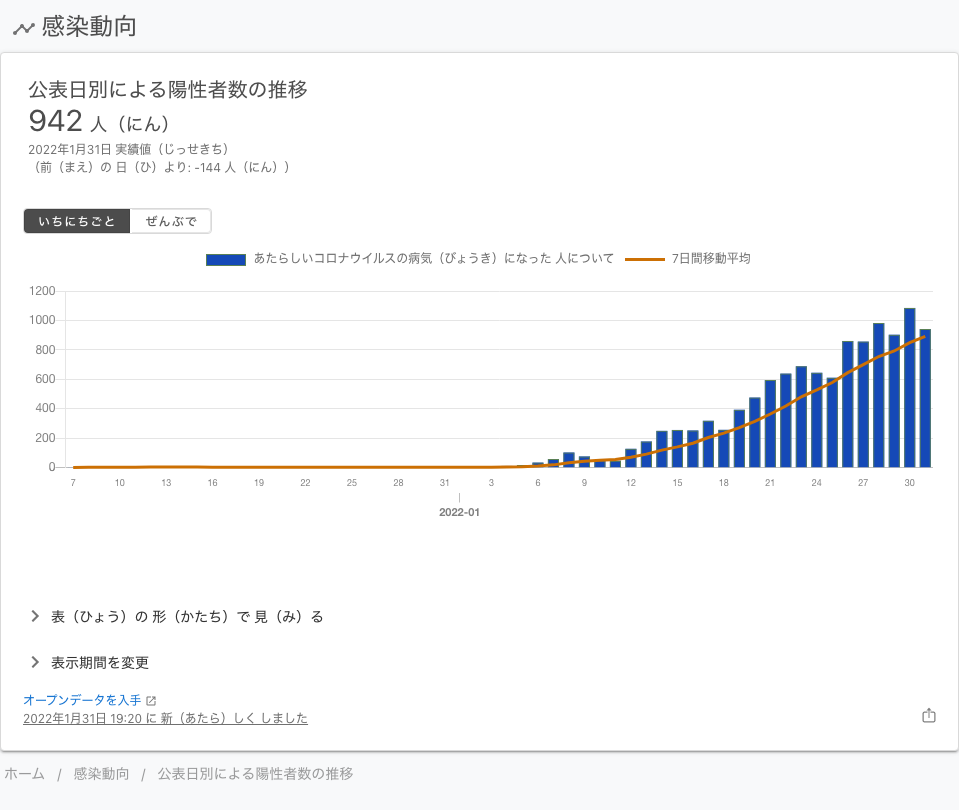 感染動向
公表日別による陽性者数の推移
942 人（にん）
2022年1月31日 実績値（じっせきち）
（前（まえ）の 日（ひ）より: -144 人（にん））
いちにちごと ぜんぶで
あたらしいコロナウイルスの病気（びょうき）になった 人について 7日間移動平均
1200
1000
800
600
400
200
0
7 10 13 16 19 22 25 28 31 3 6 9 12 15 18 21 24 27 30
2022-01
表（ひょう）の 形（かたち）で 見（み）る
表示期間を変更
オープンデータを入手
2022年1月31日 19:20 に 新（あたら）しく しました
ホーム / 感染動向 / 公表日別による陽性者数の推移